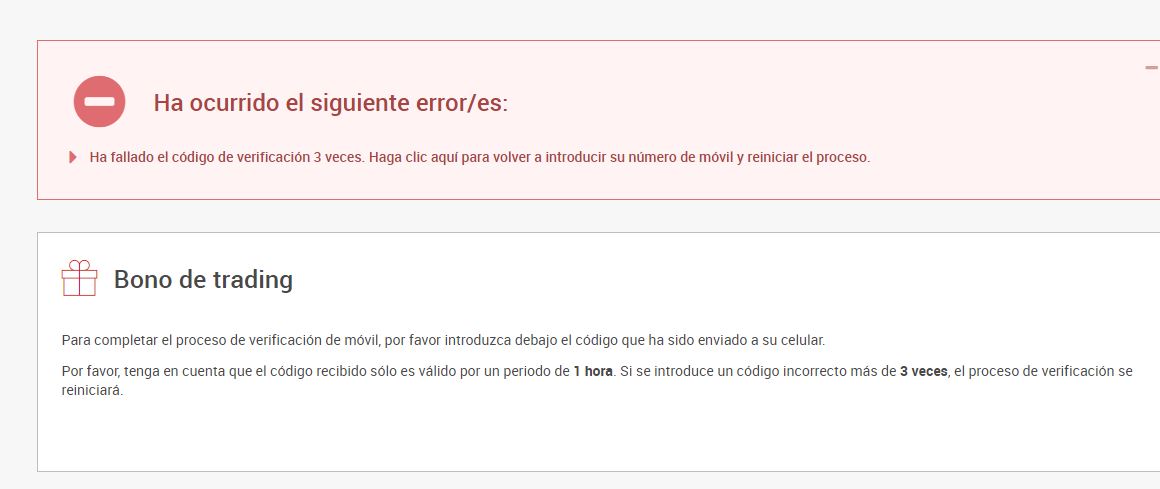 Ha ocurrido el siguiente error/es:
Ha fallado el código de verificación 3 veces. Haga clic aquí para volver a introducir su número de móvil y reiniciar el proceso.
Bono de trading
Para completar el proceso de verificación de móvil, por favor introduzca debajo el código que ha sido enviado a su celular.
Por favor, tenga en cuenta que el código recibido sólo es válido por un periodo de 1 hora. Si se introduce un código incorrecto más de 3 veces, el proceso de verificación se
reiniciará.